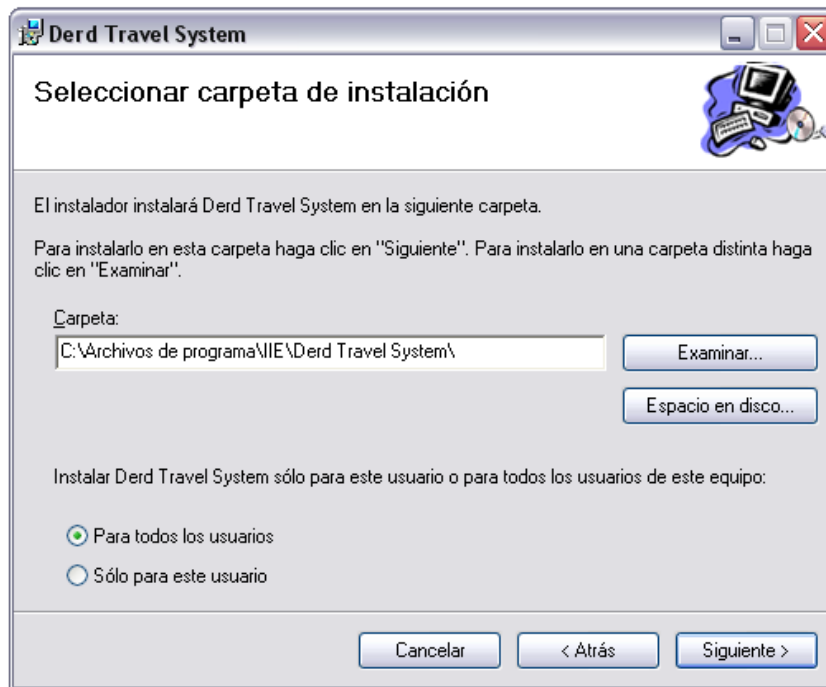 Derd Travel System
Seleccionar carpeta de instalación
El instalador instalará Derd Travel System en la siguiente carpeta.
Para instalarlo en esta carpeta haga clic en "Siguiente". Para instalarlo en una carpeta distinta haga
clic en "Examinar".
Carpeta:
C:\Archivos de programa\IIE\Derd Travel System\
Examinar...
Espacio en disco...
Instalar Derd Travel System sólo para este usuario o para todos los usuarios de este equipo:
Para todos los usuarios
Sólo para este usuario
Cancelar
< Atrás
Siguiente >